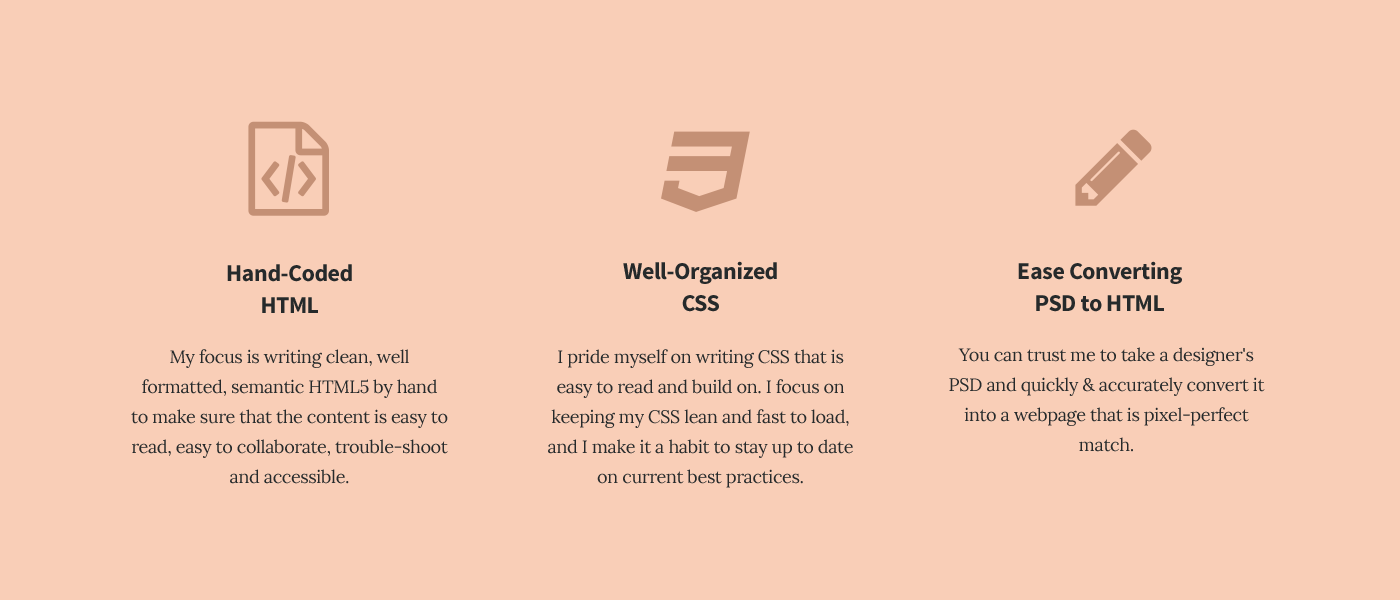 Hand-Coded
HTML
My focus is writing clean, well
formatted, semantic HTML5 by hand
to make sure that the content is easy to
read, easy to collaborate, trouble-shoot
and accessible.
Well-Organized
CSS
I pride myself on writing CSS that is
easy to read and build on. I focus on
keeping my CSS lean and fast to load,
and I make it a habit to stay up to date
on current best practices.
Ease Converting
PSD to HTML
You can trust me to take a designer's
PSD and quickly & accurately convert it
into a webpage that is pixel-perfect
match.